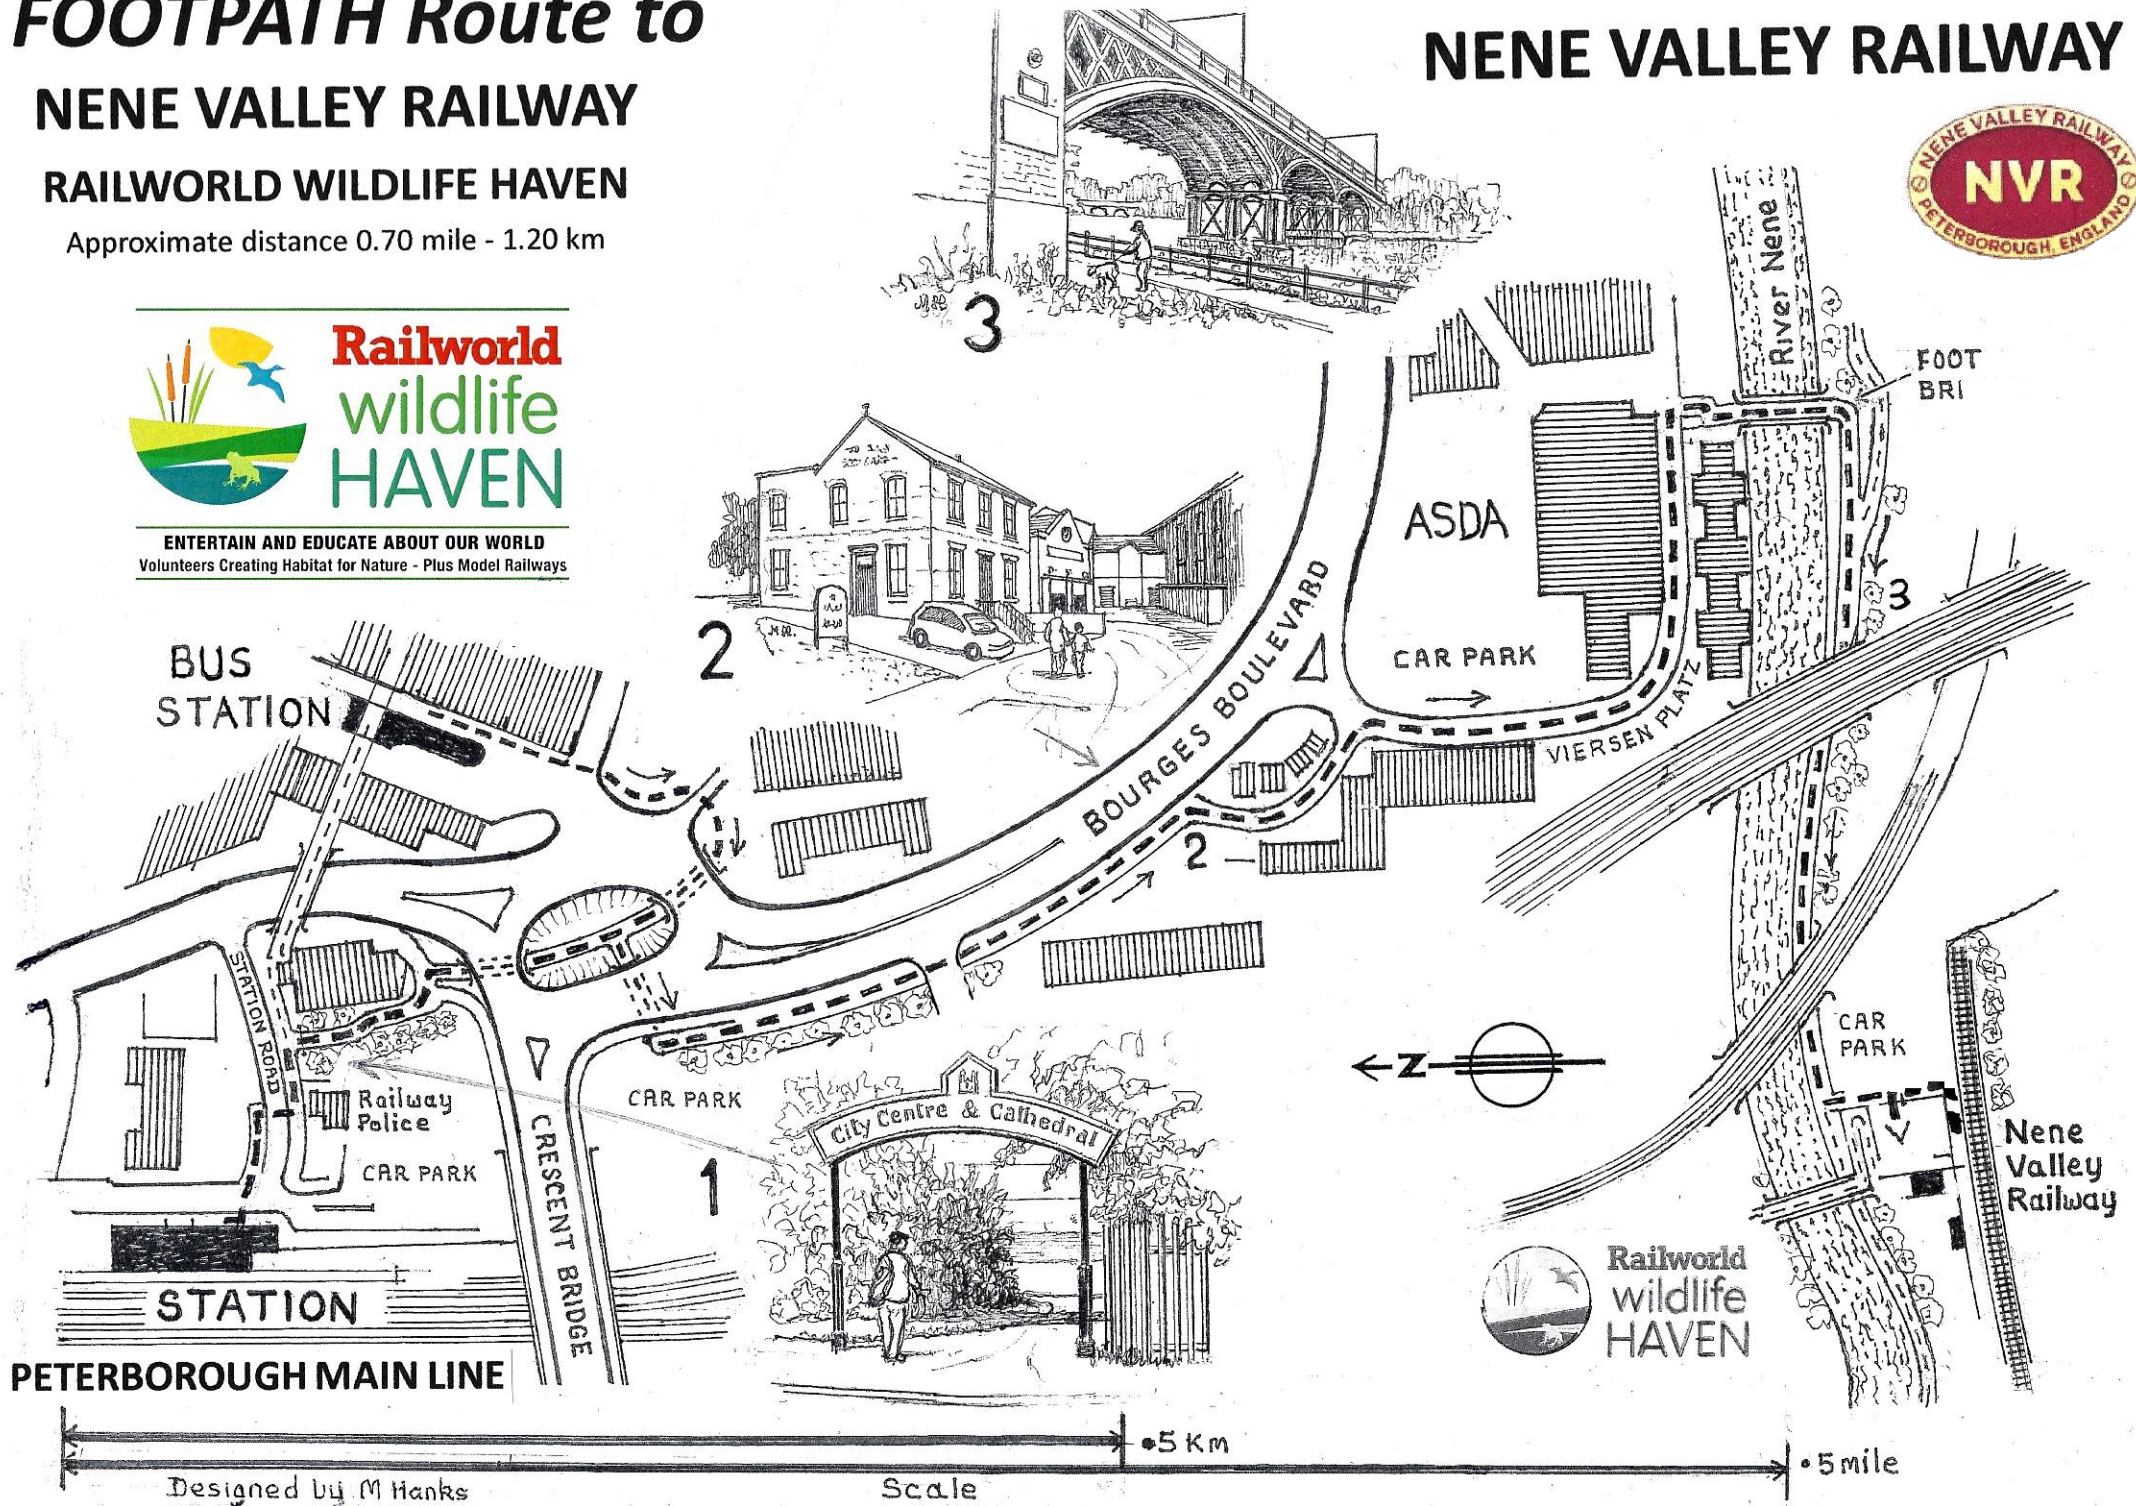 FOOTPATH Route to
NENE VALLEY RAILWAY
RAILWORLD WILDLIFE HAVEN
Approximate distance 0.70 mile - 1.20 km
NENE VALLEY RAILWAY
NENE VALLEY RAILWAY
NVR
PETERBOROUGH, ENGLAND
Railworld
wildlife
HAVEN
ENTERTAIN AND EDUCATE ABOUT OUR WORLD
Volunteers Creating Habitat for Nature - Plus Model Railways
3
River Nene
FOOT
BRI
2
ASDA
BOURGES BOULEVARD
CAR PARK
VIERSEN PLATZ
3
BUS
STATION
2
STATION ROAD
Railway
Police
CAR PARK
CRESCENT BRIDGE
CAR PARK
1
City Centre & Cathedral
N
CAR
PARK
Nene
Valley
Railway
Railworld
wildlife
HAVEN
STATION
PETERBOROUGH MAIN LINE
.5 Km
.5 mile
Designed by M Hanks
Scale